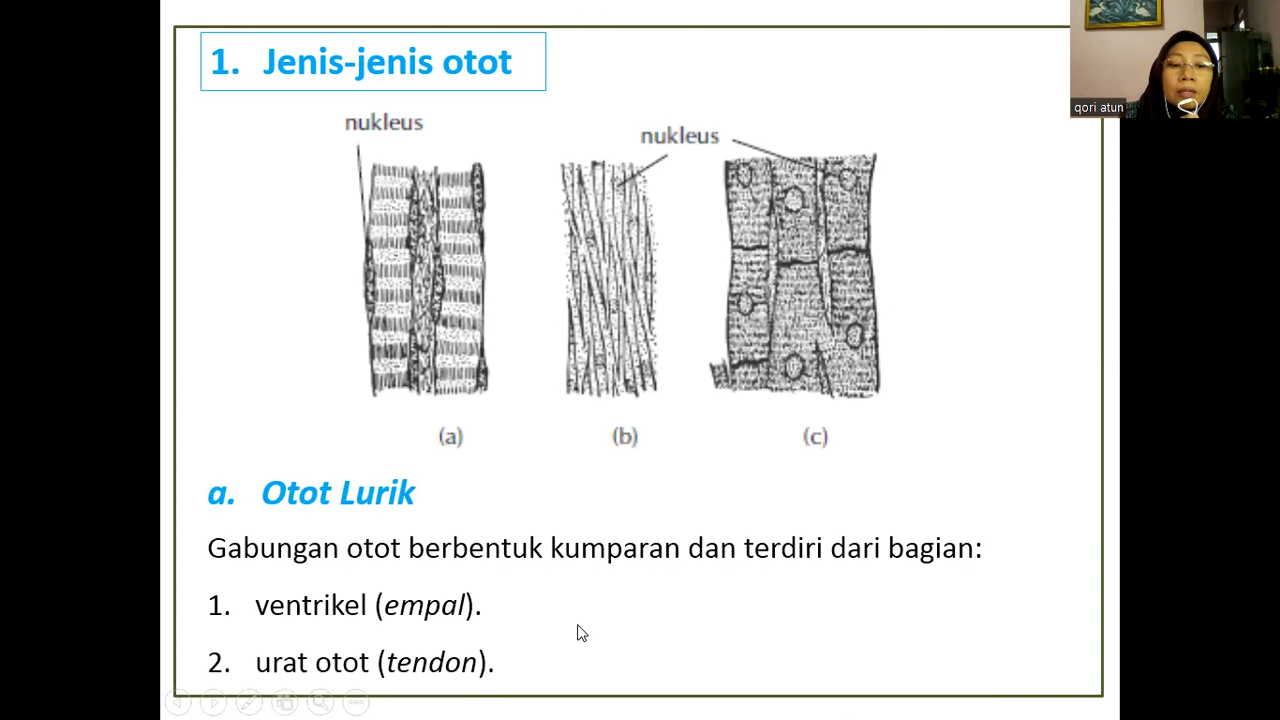 1. Jenis-jenis otot
qori atun
nukleus
nukleus
(a) (b) (c)
a. Otot Lurik
Gabungan otot berbentuk kumparan dan terdiri dari bagian:
1. ventrikel (empal).
2. urat otot (tendon).